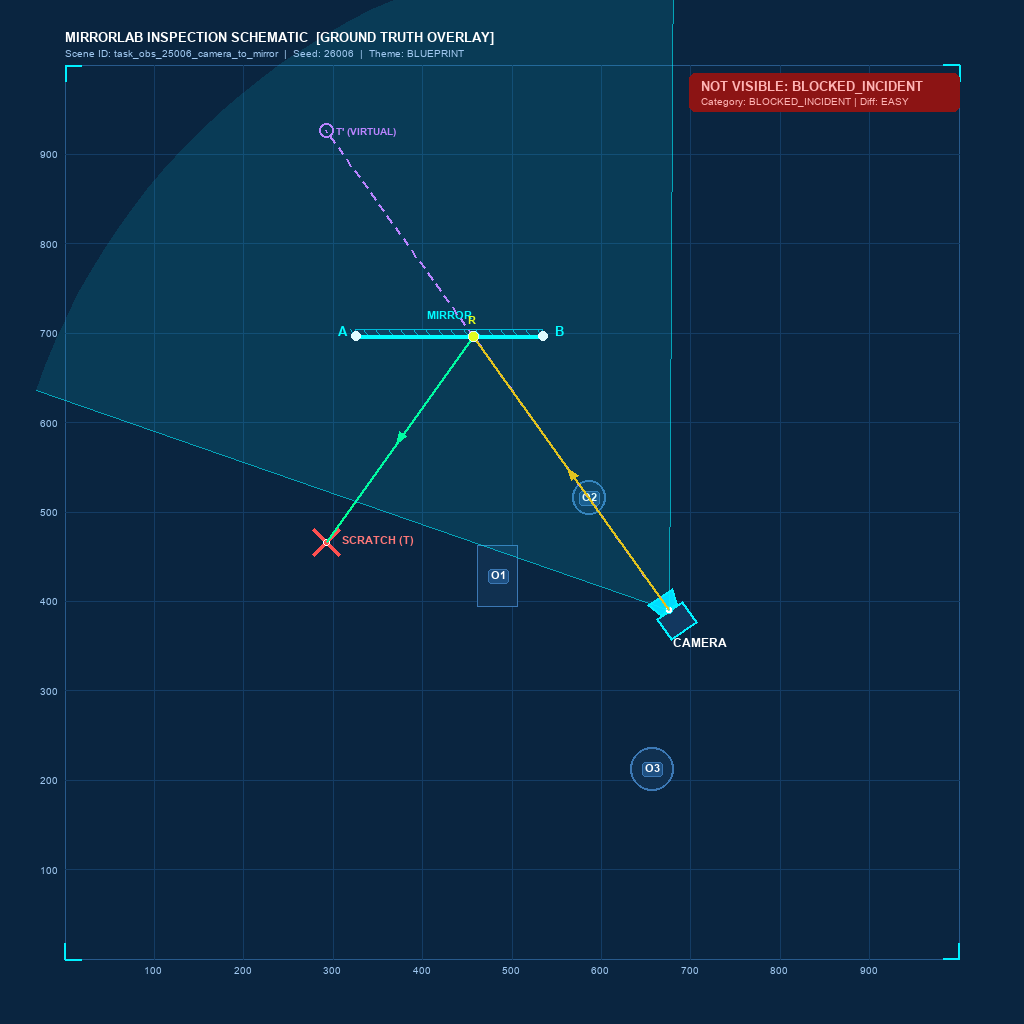 MIRRORLAB INSPECTION SCHEMATIC [GROUND TRUTH OVERLAY]
Scene ID: task_obs_25006_camera_to_mirror | Seed: 26006 | Theme: BLUEPRINT
NOT VISIBLE: BLOCKED_INCIDENT
Category: BLOCKED_INCIDENT | Diff: EASY
T' (VIRTUAL)
900
800
MIRROR
R
A
B
700
600
500
O2
SCRATCH (T)
O1
400
CAMERA
300
O3
200
100
100 200 300 400 500 600 700 800 900